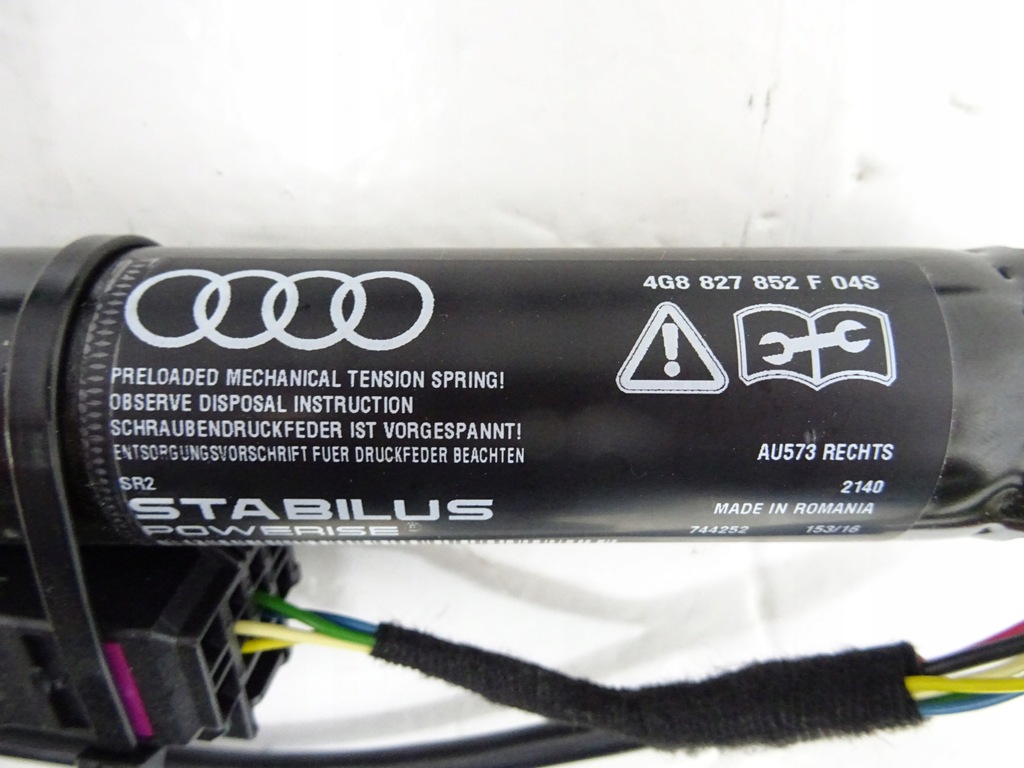 4G8 827 852 F 04S
PRELOADED MECHANICAL TENSION SPRING!
OBSERVE DISPOSAL INSTRUCTION
SCHRAUBENDRUCKFEDER IST VORGESPANNT!
ENTSORGUNGSVORSCHRIFT FUER DRUCKFEDER BEACHTEN
SR2
STABILUS
POWERISE
AU573 RECHTS
2140
MADE IN ROMANIA
744252 153/16